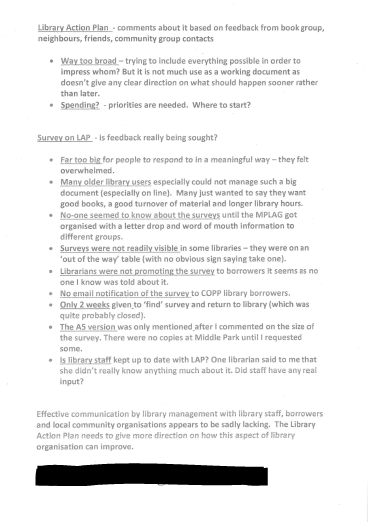 Library Action Plan - comments about it based on feedback from book group,
neighbours, friends, community group contacts
• Way too broad – trying to include everything possible in order to
impress whom? But it is not much use as a working document as
doesn't give any clear direction on what should happen sooner rather
than later.
• Spending? - priorities are needed. Where to start?
Survey on LAP - is feedback really being sought?
• Far too big for people to respond to in a meaningful way – they felt
overwhelmed.
• Many older library users especially could not manage such a big
document (especially on line). Many just wanted to say they want
good books, a good turnover of material and longer library hours.
• No-one seemed to know about the surveys until the MPLAG got
organised with a letter drop and word of mouth information to
different groups.
• Surveys were not readily visible in some libraries – they were on an
'out of the way' table (with no obvious sign saying take one).
• Librarians were not promoting the survey to borrowers it seems as no
one I know was told about it.
• No email notification of the survey to COPP library borrowers.
• Only 2 weeks given to 'find' survey and return to library (which was
quite probably closed).
• The A5 version was only mentioned after I commented on the size of
the survey. There were no copies at Middle Park until I requested
some.
• Is library staff kept up to date with LAP? One librarian said to me that
she didn't really know anything much about it. Did staff have any real
input?
Effective communication by library management with library staff, borrowers
and local community organisations appears to be sadly lacking. The Library
Action Plan needs to give more direction on how this aspect of library
organisation can improve.